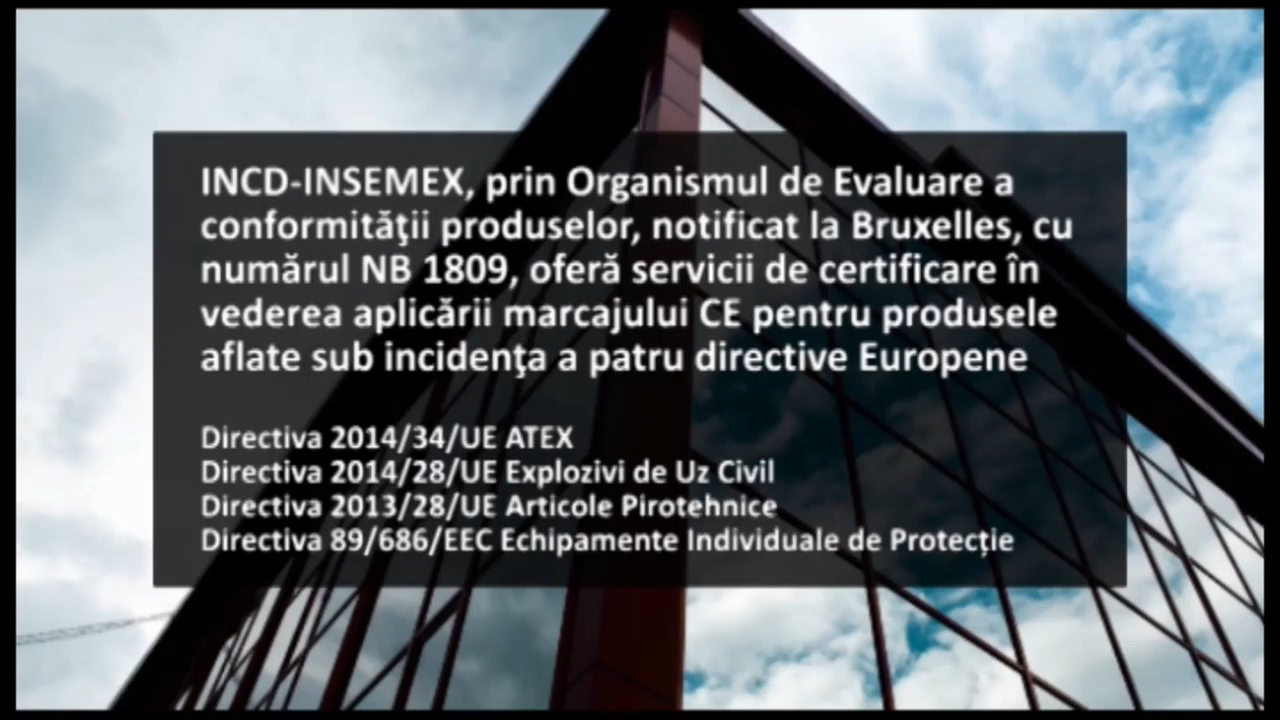 INCD-INSEMEX, prin Organismul de Evaluare a
conformităţii produselor, notificat la Bruxelles, cu
numărul NB 1809, oferă servicii de certificare în
vederea aplicării marcajului CE pentru produsele
aflate sub incidenţa a patru directive Europene
Directiva 2014/34/UE ATEX
Directiva 2014/28/UE Explozivi de Uz Civil
Directiva 2013/28/UE Articole Pirotehnice
Directiva 89/686/EEC Echipamente Individuale de Protecție